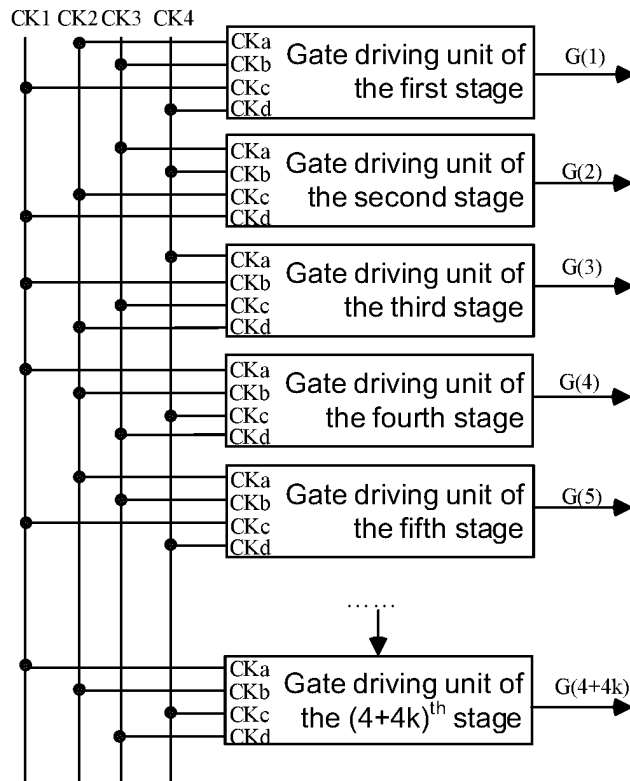 CK1 CK2 CK3 CK4
CKa
CKb
CKc
CKd
Gate driving unit of
the first stage
G(1)
CKa
CKb
CKc
CKd
Gate driving unit of
the second stage
G(2)
CKa
CKb
CKc
CKd
Gate driving unit of
the third stage
G(3)
CKa
CKb
CKc
CKd
Gate driving unit of
the fourth stage
G(4)
CKa
CKb
CKc
CKd
Gate driving unit of
the fifth stage
G(5)
……
CKa
CKb
CKc
CKd
Gate driving unit of
the (4+4k)th stage
G(4+4k)